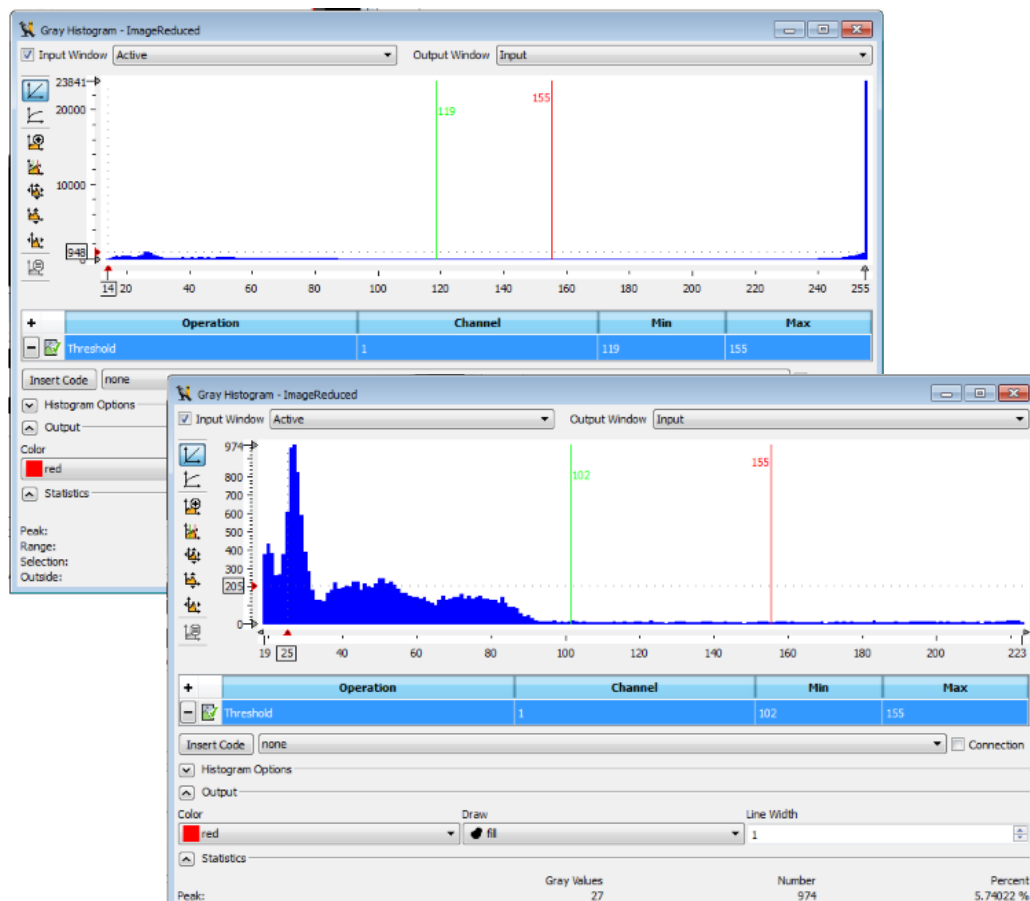 Gray Histogram - ImageReduced
Input Window Active Output Window Input
23841
20000
10000
948
0
119
155
14 20 40 60 80 100 120 140 160 180 200 220 240 255
+ Operation Channel Min Max
Threshold 1 119 155
Insert Code none
Histogram Options
Output
Color
red
Statistics
Peak:
Range:
Selection:
Outside:
Gray Histogram - ImageReduced
Input Window Active Output Window Input
974
800
700
600
500
400
300
205
0
102
155
19 25 40 60 80 100 120 140 160 180 200 223
+ Operation Channel Min Max
Threshold 1 102 155
Insert Code none Connection
Histogram Options
Output
Color Draw Line Width
red fill 1
Statistics
Gray Values Number Percent
Peak: 27 974 5.74022 %